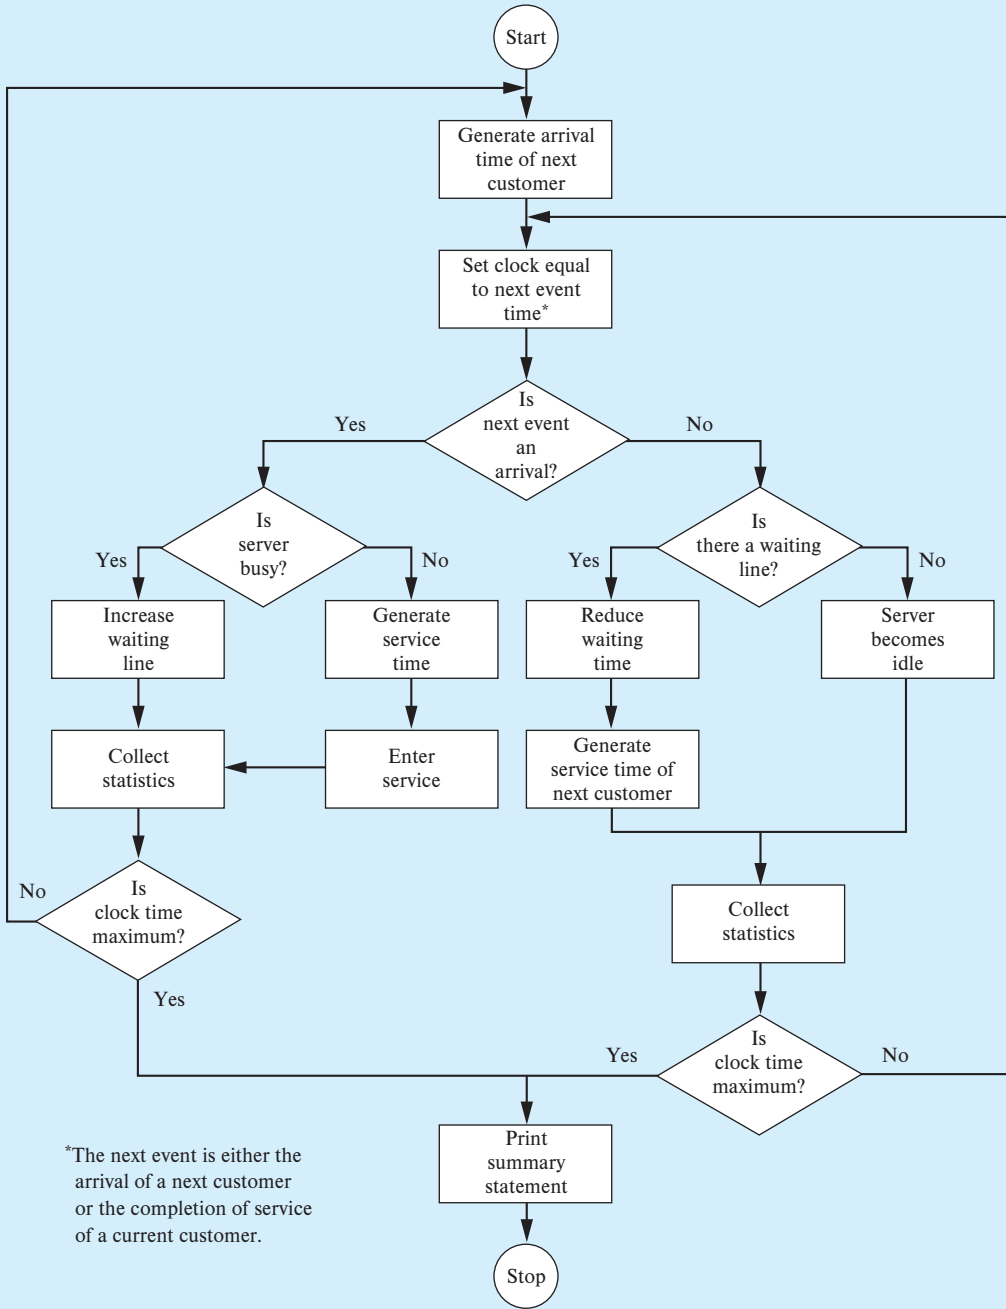 Start
Generate arrival
time of next
customer
Set clock equal
to next event
time*
Is
next event
an
arrival?
Yes
No
Is
server
busy?
Yes
No
Is
there a waiting
line?
Yes
No
Increase
waiting
line
Generate
service
time
Reduce
waiting
time
Server
becomes
idle
Collect
statistics
Enter
service
Generate
service time of
next customer
Is
clock time
maximum?
No
Yes
Collect
statistics
Is
clock time
maximum?
Yes
No
Print
summary
statement
*The next event is either the
arrival of a next customer
or the completion of service
of a current customer.
Stop